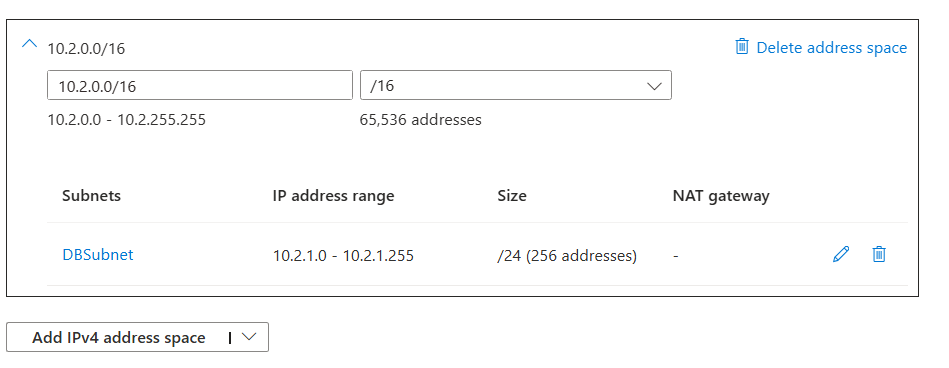 10.2.0.0/16
Delete address space
10.2.0.0/16
/16
10.2.0.0 - 10.2.255.255
65,536 addresses
Subnets IP address range Size NAT gateway
DBSubnet 10.2.1.0 - 10.2.1.255 /24 (256 addresses) -
Add IPv4 address space |